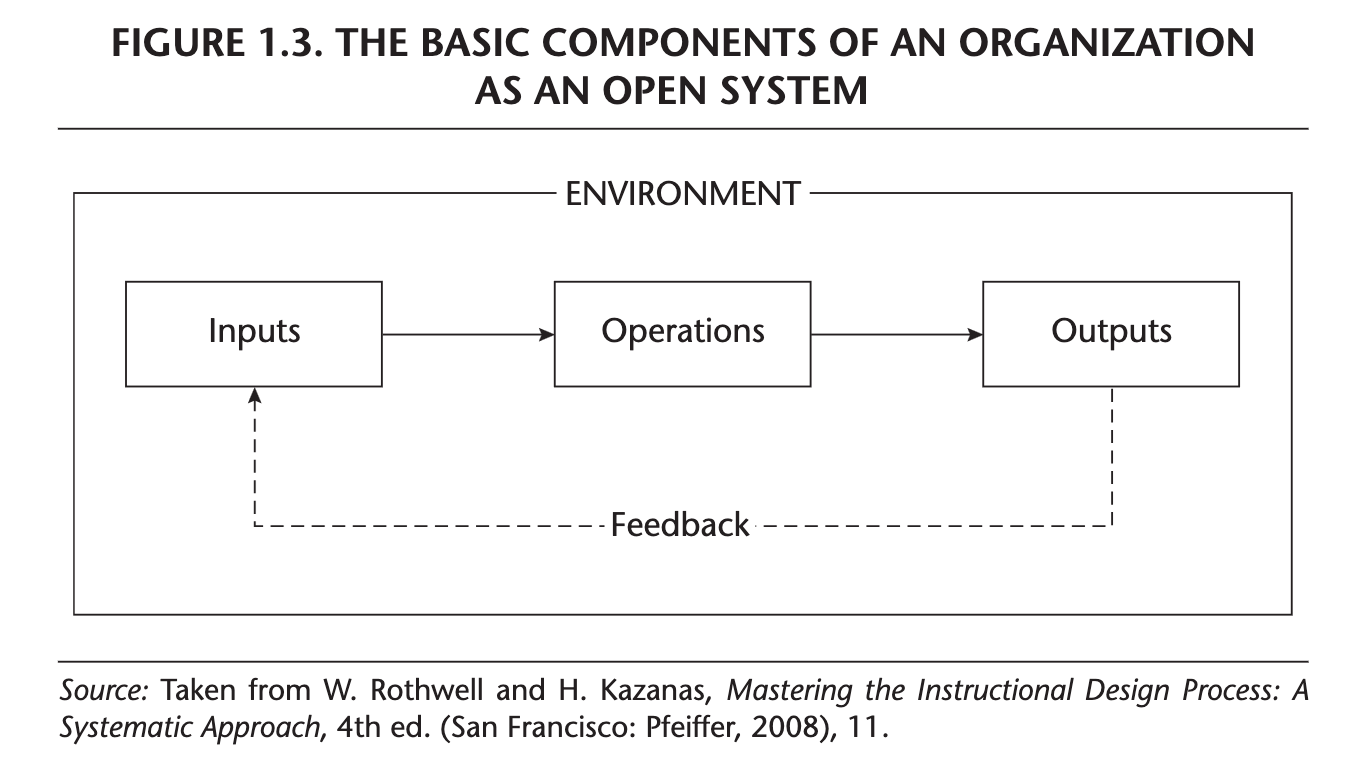 FIGURE 1.3. THE BASIC COMPONENTS OF AN ORGANIZATION
AS AN OPEN SYSTEM
ENVIRONMENT
Inputs
Operations
Outputs
Feedback
Source: Taken from W. Rothwell and H. Kazanas, Mastering the Instructional Design Process: A
Systematic Approach, 4th ed. (San Francisco: Pfeiffer, 2008), 11.